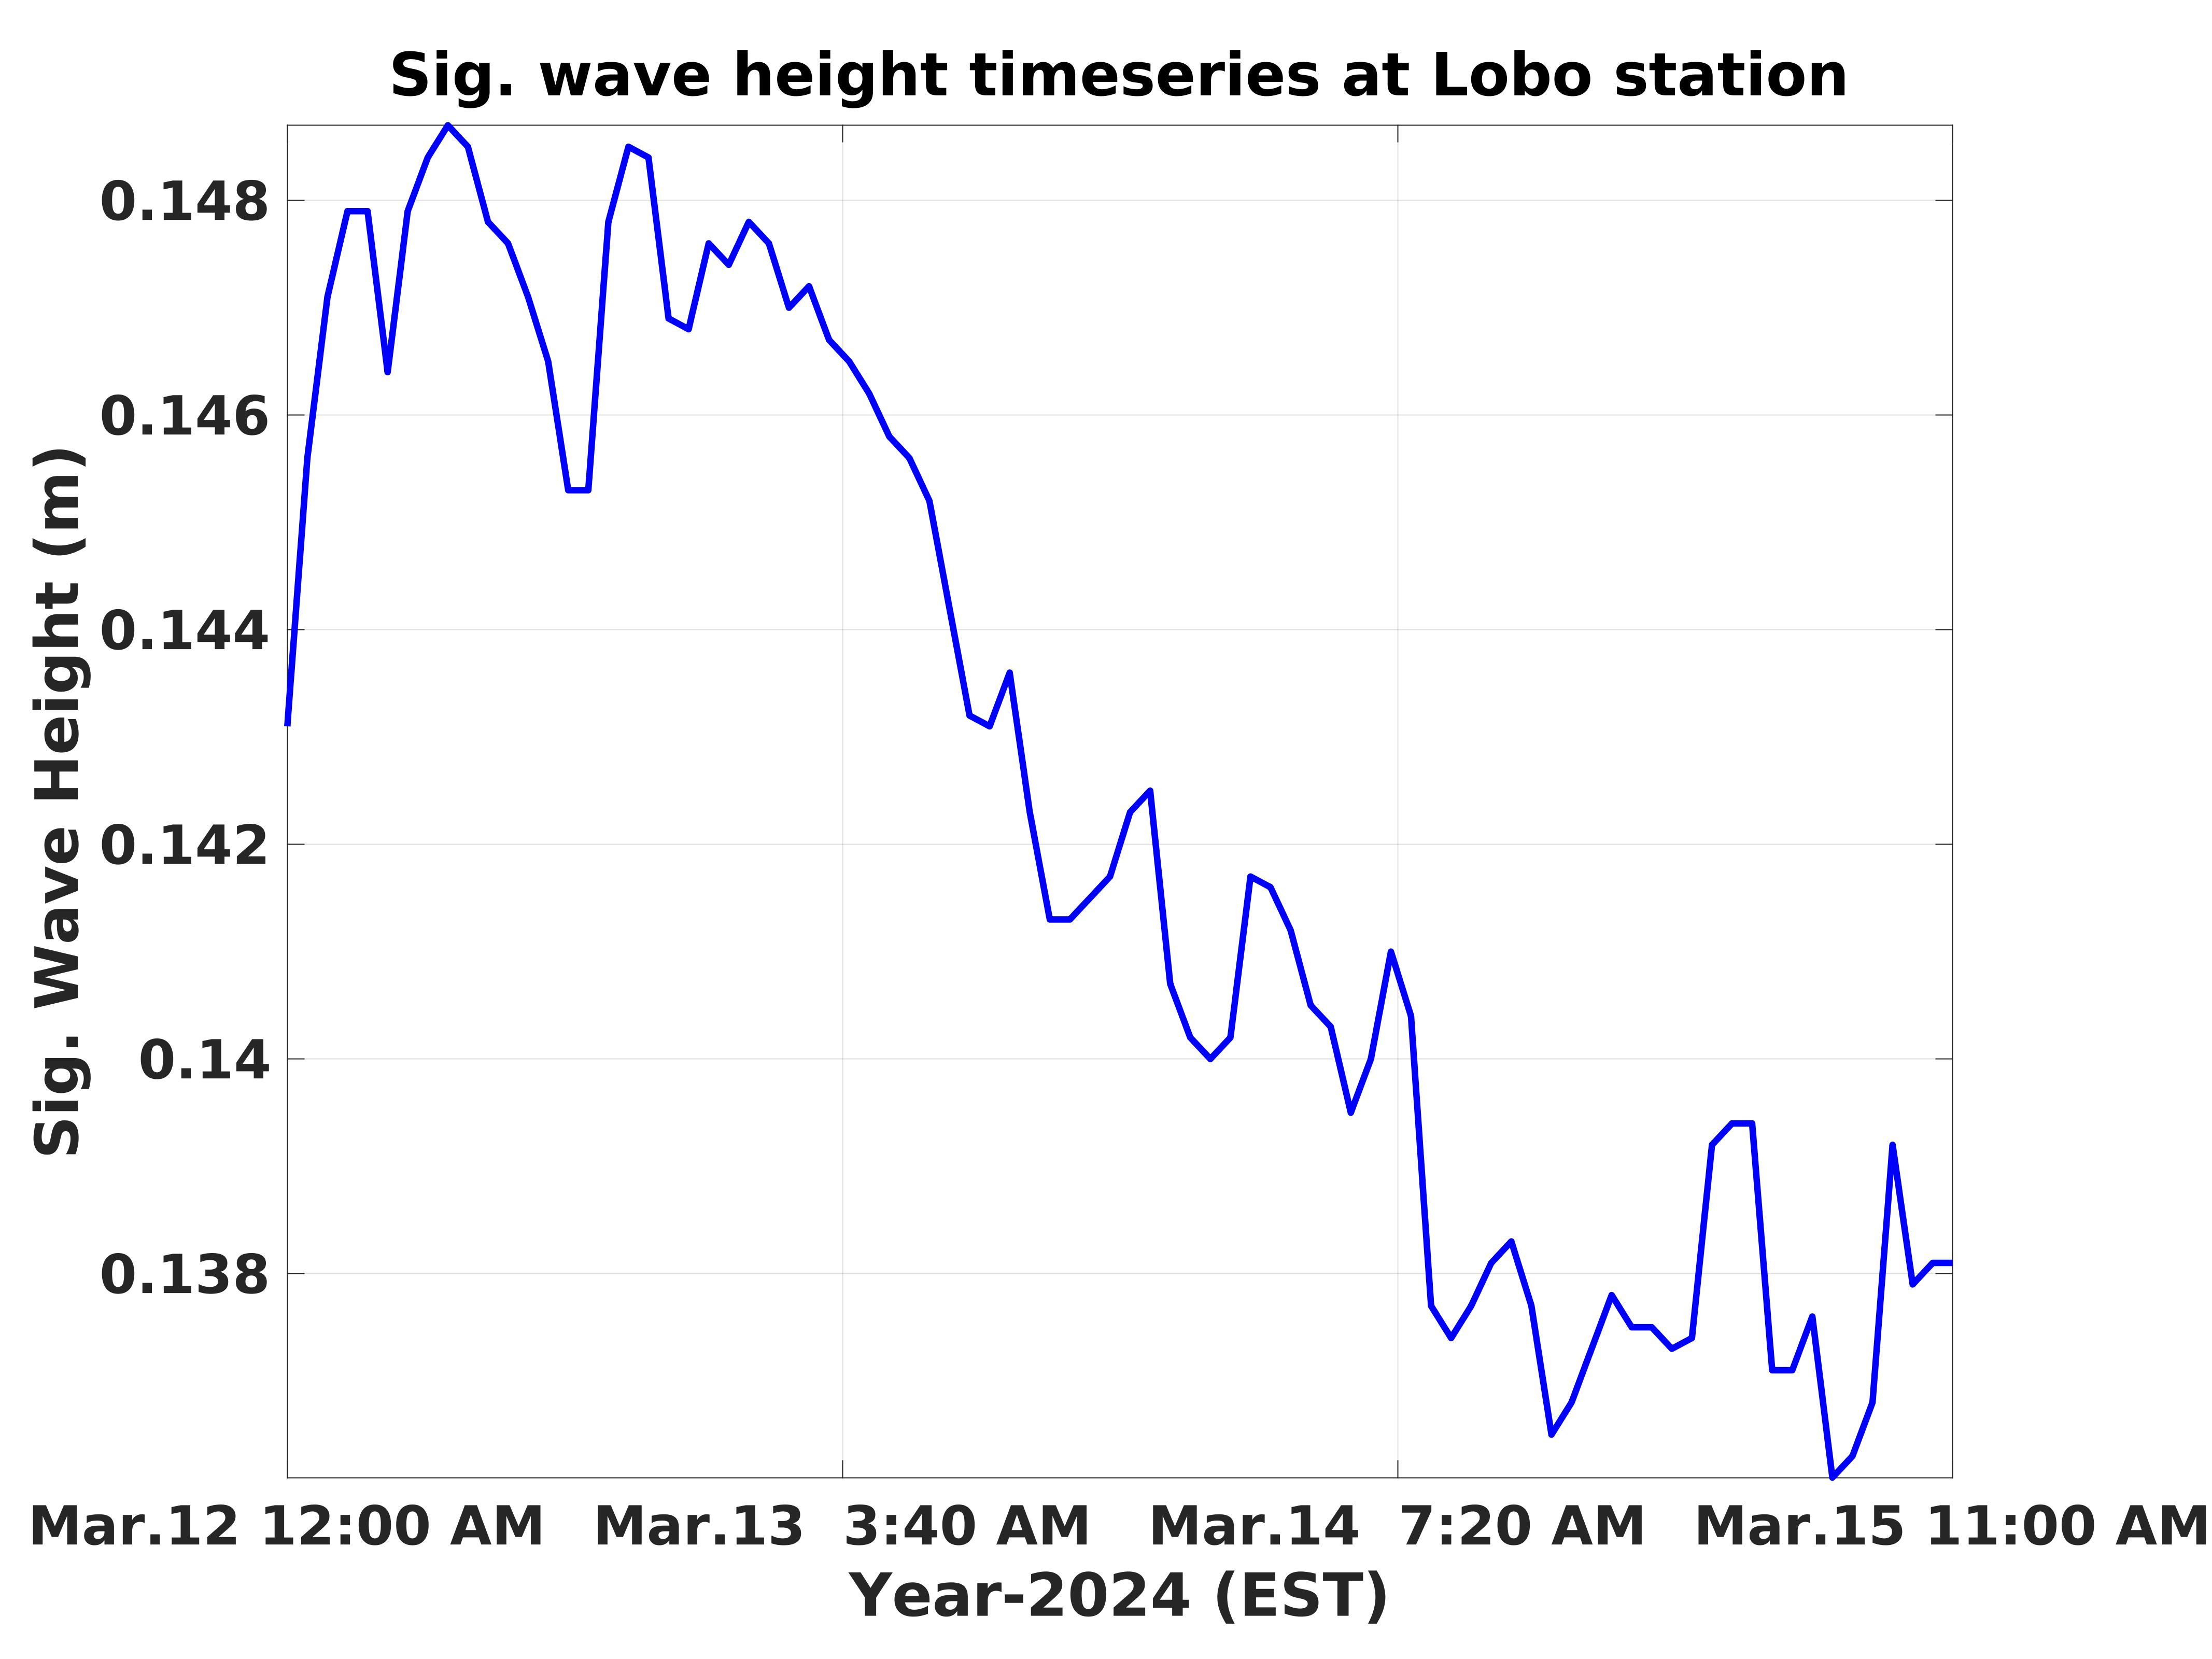 Sig. wave height timeseries at Lobo station
Sig. Wave Height (m)
0.148
0.146
0.144
0.142
0.14
0.138
Mar.12 12:00 AM Mar.13 3:40 AM Mar.14 7:20 AM Mar.15 11:00 AM
Year-2024 (EST)